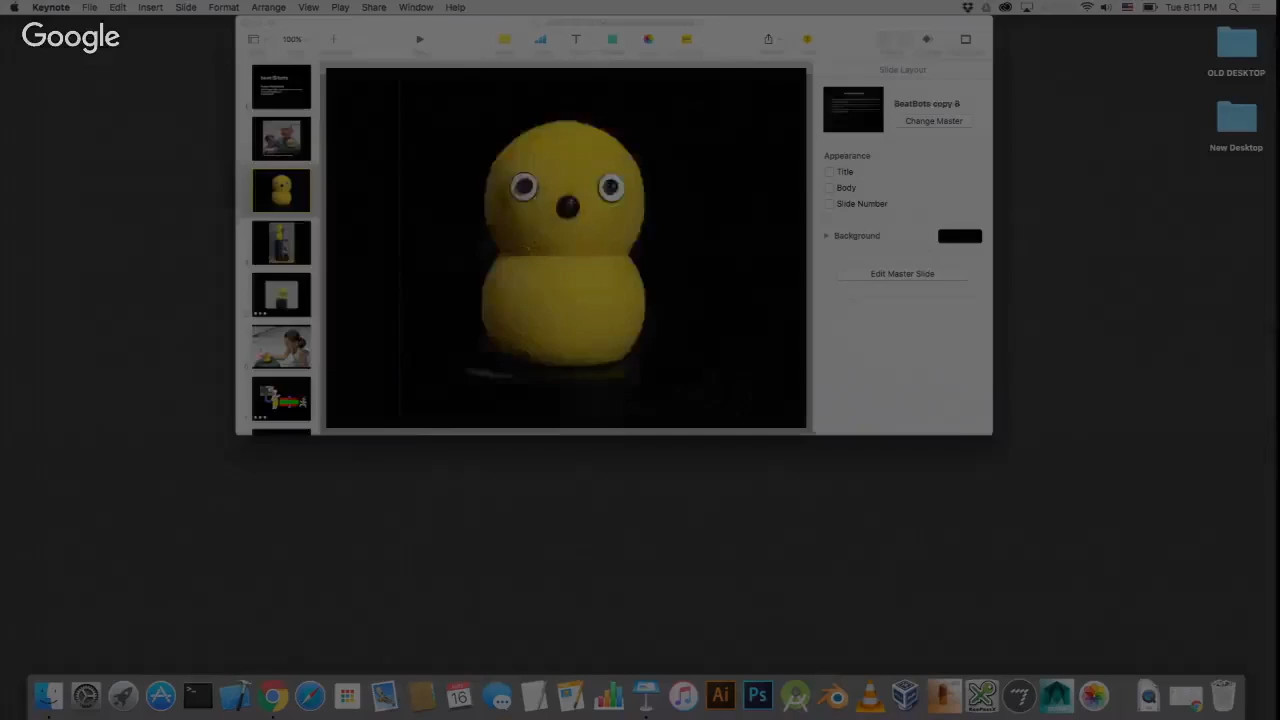 Keynote File Edit Insert Slide Format Arrange View Play Share Window Help Tue 8:11 PM
Google
100%
OLD DESKTOP
New Desktop
Slide Layout
BeatBots copy 8
Change Master
Appearance
Title
Body
Slide Number
Background
Edit Master Slide
16
Ai
Ps